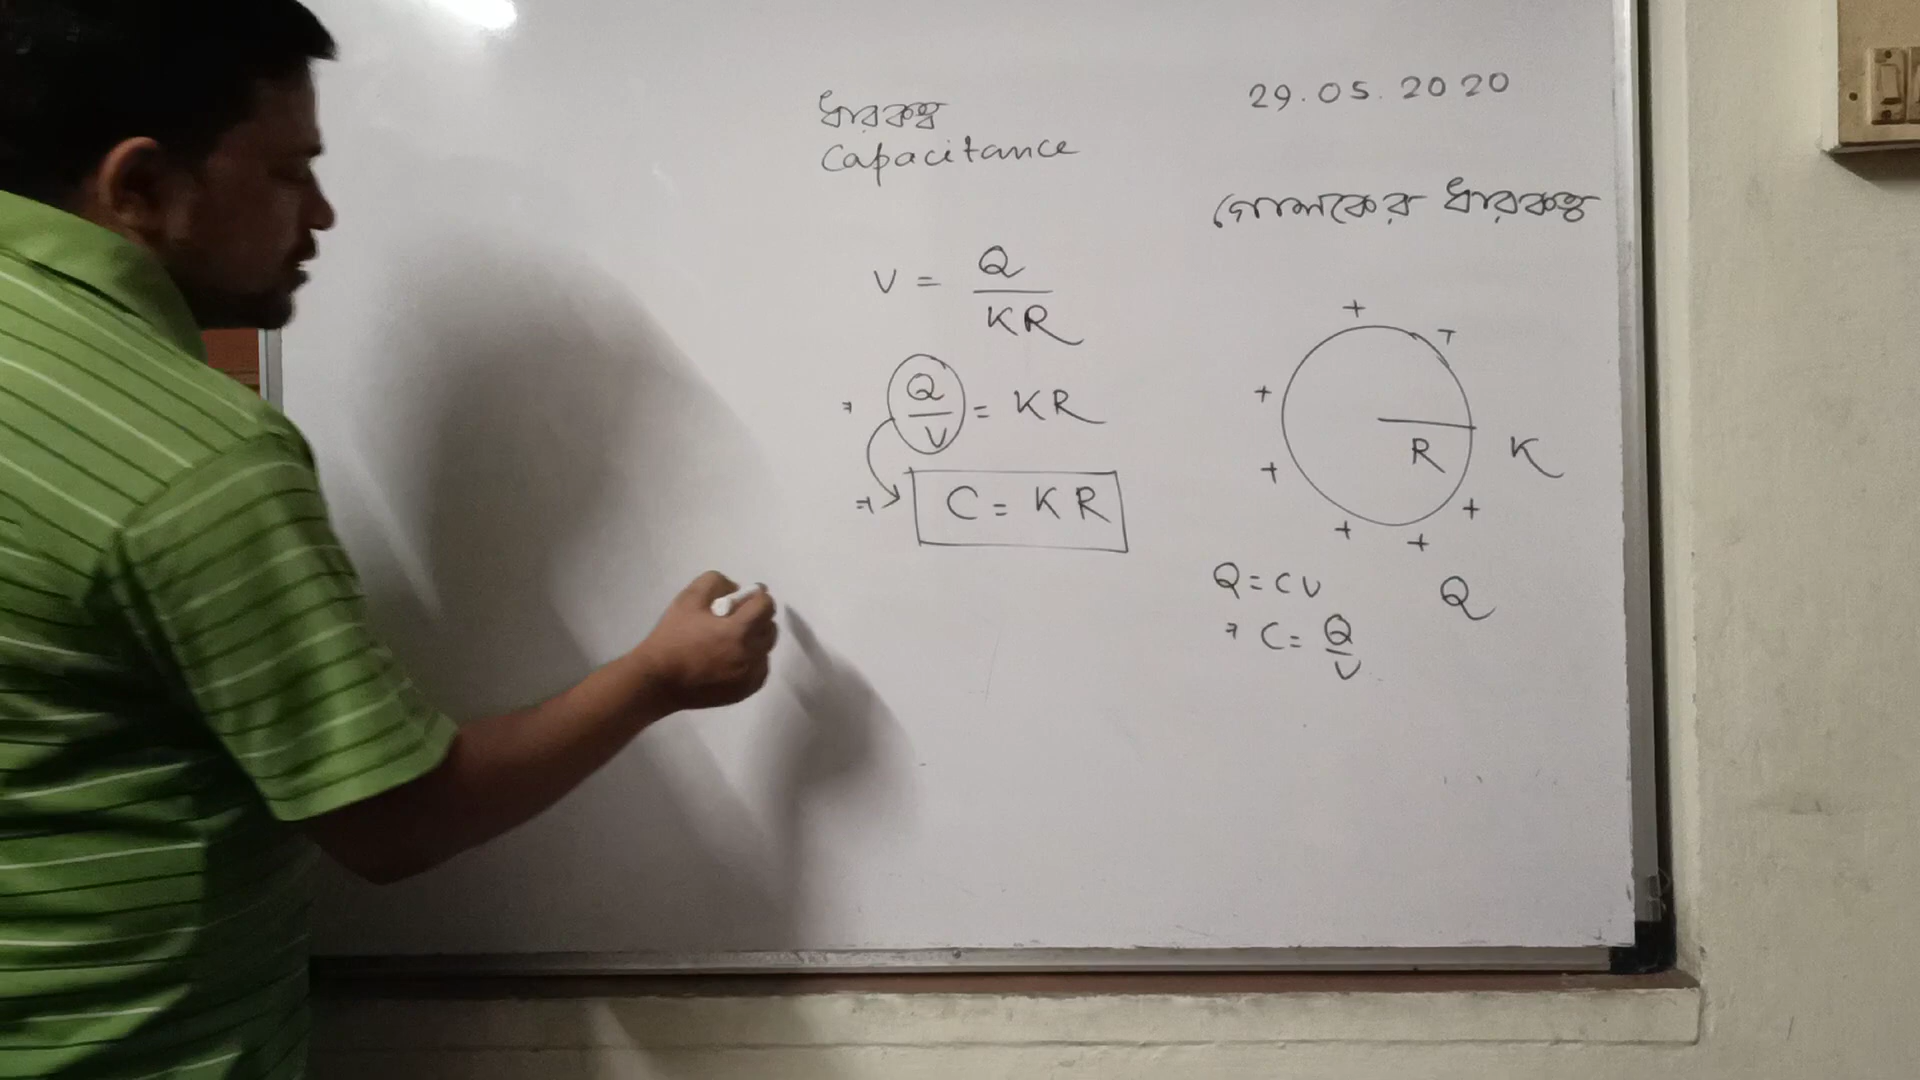 ধারকত্ব
Capacitance
V = Q / KR
⇒ Q / V = KR
⇒ C = KR
29.05.2020
গোলকের ধারকত্ব
+ +
+
R K
+ +
+ +
Q = CV Q
⇒ C = Q / V